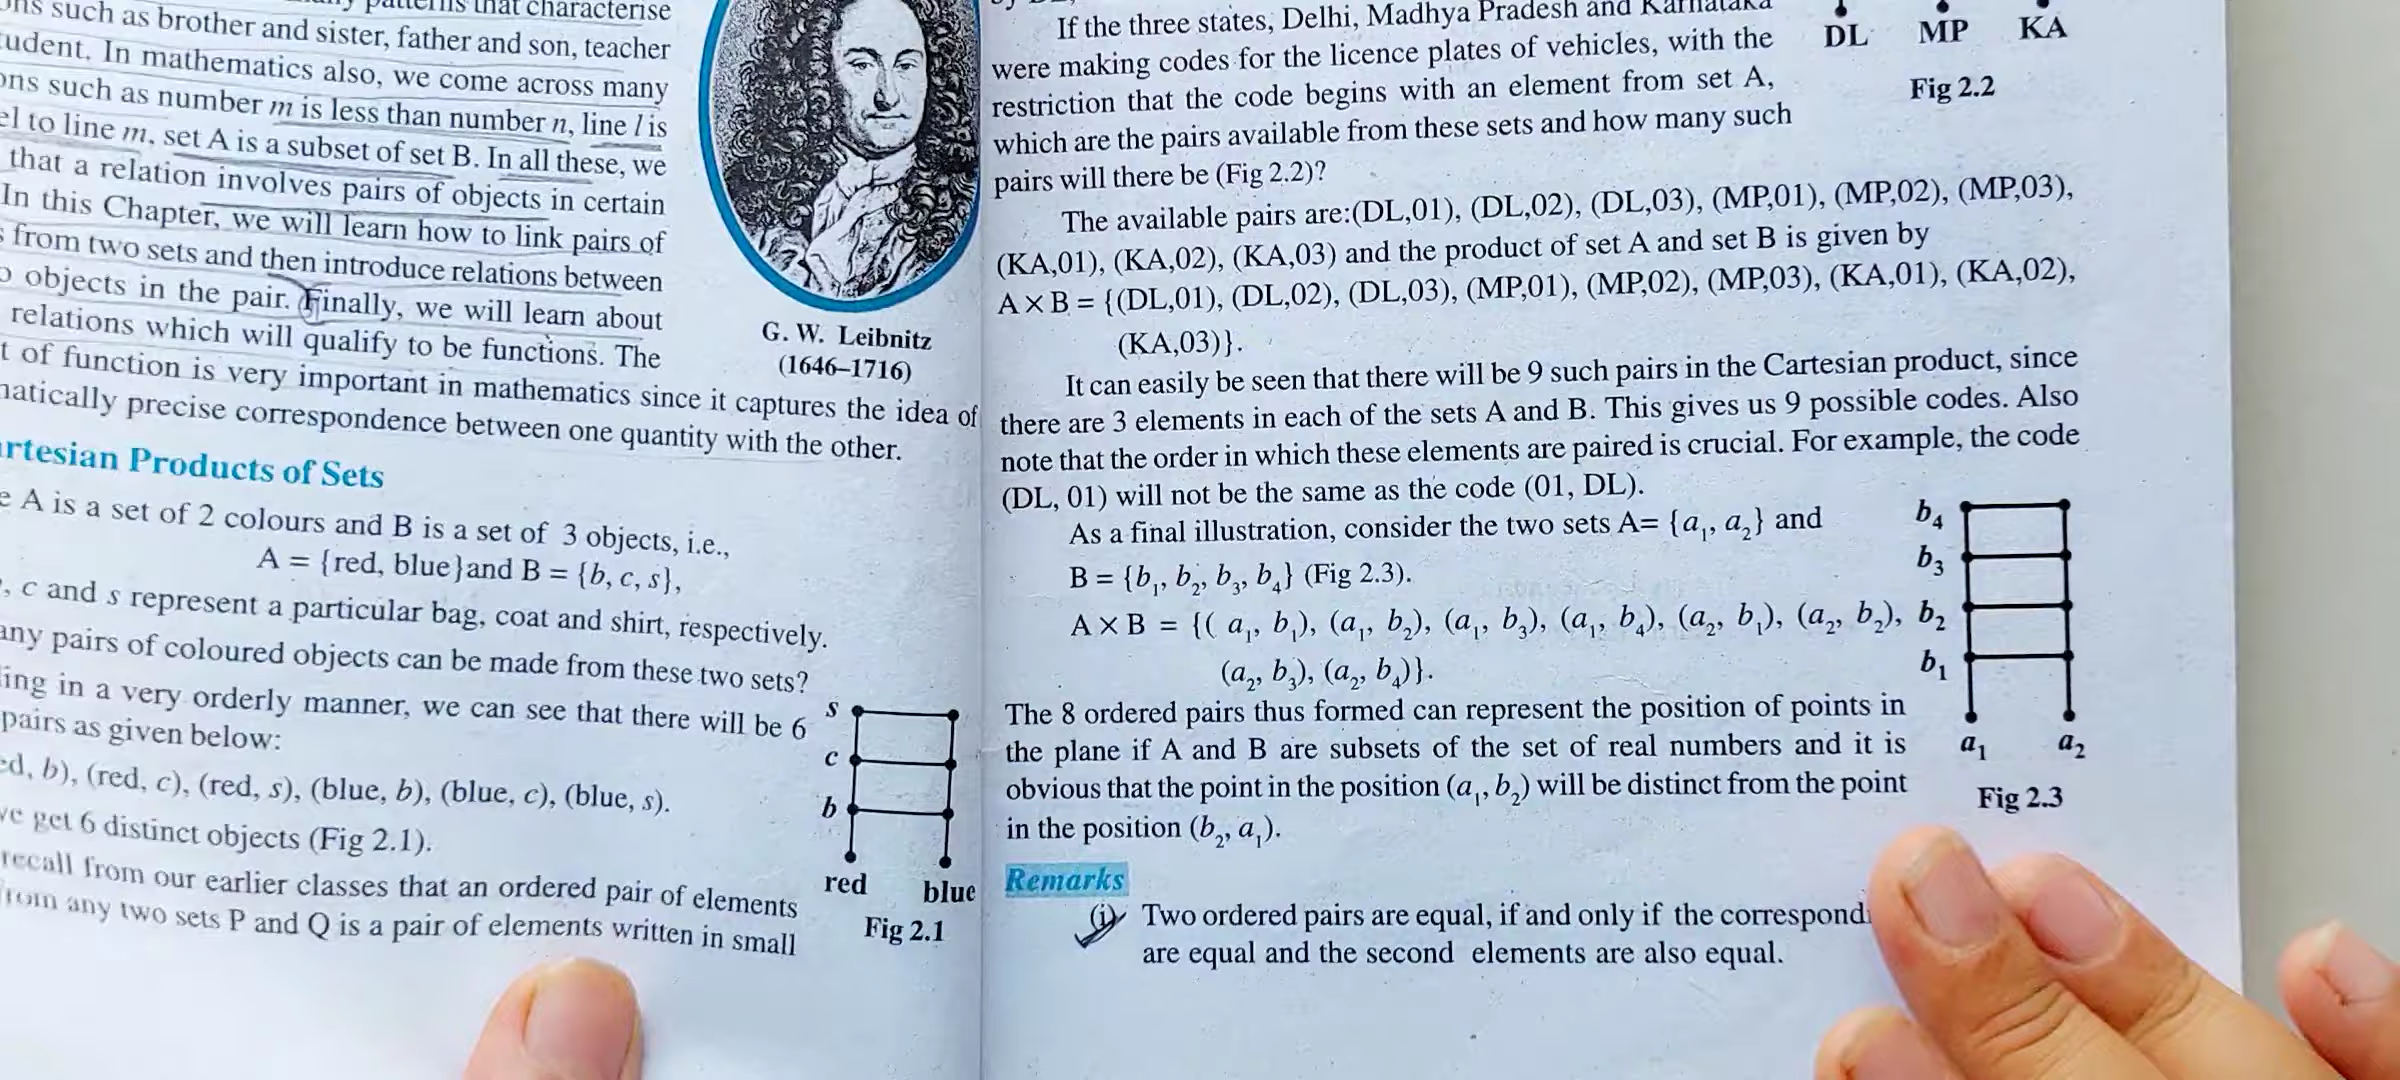 patterns that characterise
such as brother and sister, father and son, teacher
In mathematics also, we come across many
such as number m is less than number n, line l is
to line m, set A is a subset of set B. In all these, we
that a relation involves pairs of objects in certain
In this Chapter, we will learn how to link pairs of
from two sets and then introduce relations between
objects in the pair. Finally, we will learn about
relations which will qualify to be functions. The
of function is very important in mathematics since it captures the idea of
precise correspondence between one quantity with the other.
G. W. Leibnitz
(1646–1716)
Products of Sets
A is a set of 2 colours and B is a set of 3 objects, i.e.,
A = {red, blue}and B = {b, c, s},
, c and s represent a particular bag, coat and shirt, respectively.
pairs of coloured objects can be made from these two sets?
in a very orderly manner, we can see that there will be 6
pairs as given below:
b), (red, c), (red, s), (blue, b), (blue, c), (blue, s).
get 6 distinct objects (Fig 2.1).
recall from our earlier classes that an ordered pair of elements
from any two sets P and Q is a pair of elements written in small
s
c
b
red blue
Fig 2.1
If the three states, Delhi, Madhya Pradesh and Karnataka
were making codes for the licence plates of vehicles, with the
restriction that the code begins with an element from set A,
which are the pairs available from these sets and how many such
pairs will there be (Fig 2.2)?
DL MP KA
Fig 2.2
The available pairs are:(DL,01), (DL,02), (DL,03), (MP,01), (MP,02), (MP,03),
(KA,01), (KA,02), (KA,03) and the product of set A and set B is given by
A × B = {(DL,01), (DL,02), (DL,03), (MP,01), (MP,02), (MP,03), (KA,01), (KA,02),
(KA,03)}.
It can easily be seen that there will be 9 such pairs in the Cartesian product, since
there are 3 elements in each of the sets A and B. This gives us 9 possible codes. Also
note that the order in which these elements are paired is crucial. For example, the code
(DL, 01) will not be the same as the code (01, DL).
As a final illustration, consider the two sets A= {a₁, a₂} and
B = {b₁, b₂, b₃, b₄} (Fig 2.3).
A × B = {( a₁, b₁), (a₁, b₂), (a₁, b₃), (a₁, b₄), (a₂, b₁), (a₂, b₂),
(a₂, b₃), (a₂, b₄)}.
The 8 ordered pairs thus formed can represent the position of points in
the plane if A and B are subsets of the set of real numbers and it is
obvious that the point in the position (a₁, b₂) will be distinct from the point
in the position (b₂, a₁).
b₄
b₃
b₂
b₁
a₁ a₂
Fig 2.3
Remarks
(i) Two ordered pairs are equal, if and only if the
are equal and the second elements are also equal.